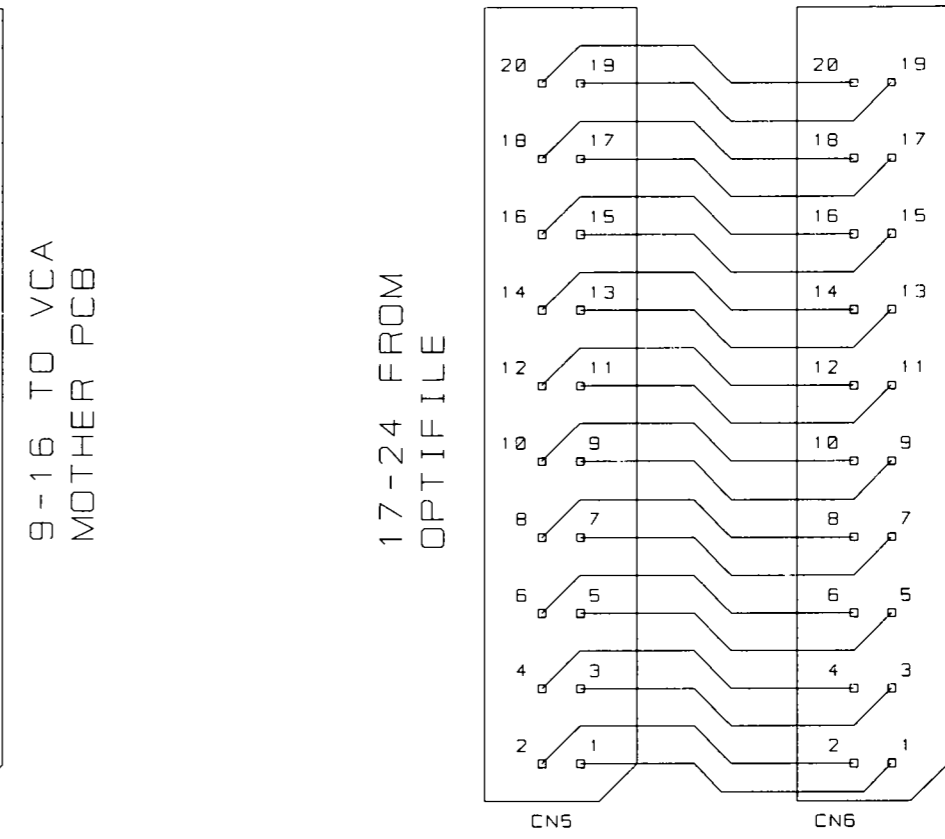 9-16 TO VCA
MOTHER PCB
17-24 FROM
OPTIFILE
20 19 20 19
18 17 18 17
16 15 16 15
14 13 14 13
12 11 12 11
10 9 10 9
8 7 8 7
6 5 6 5
4 3 4 3
2 1 2 1
CN5 CN6